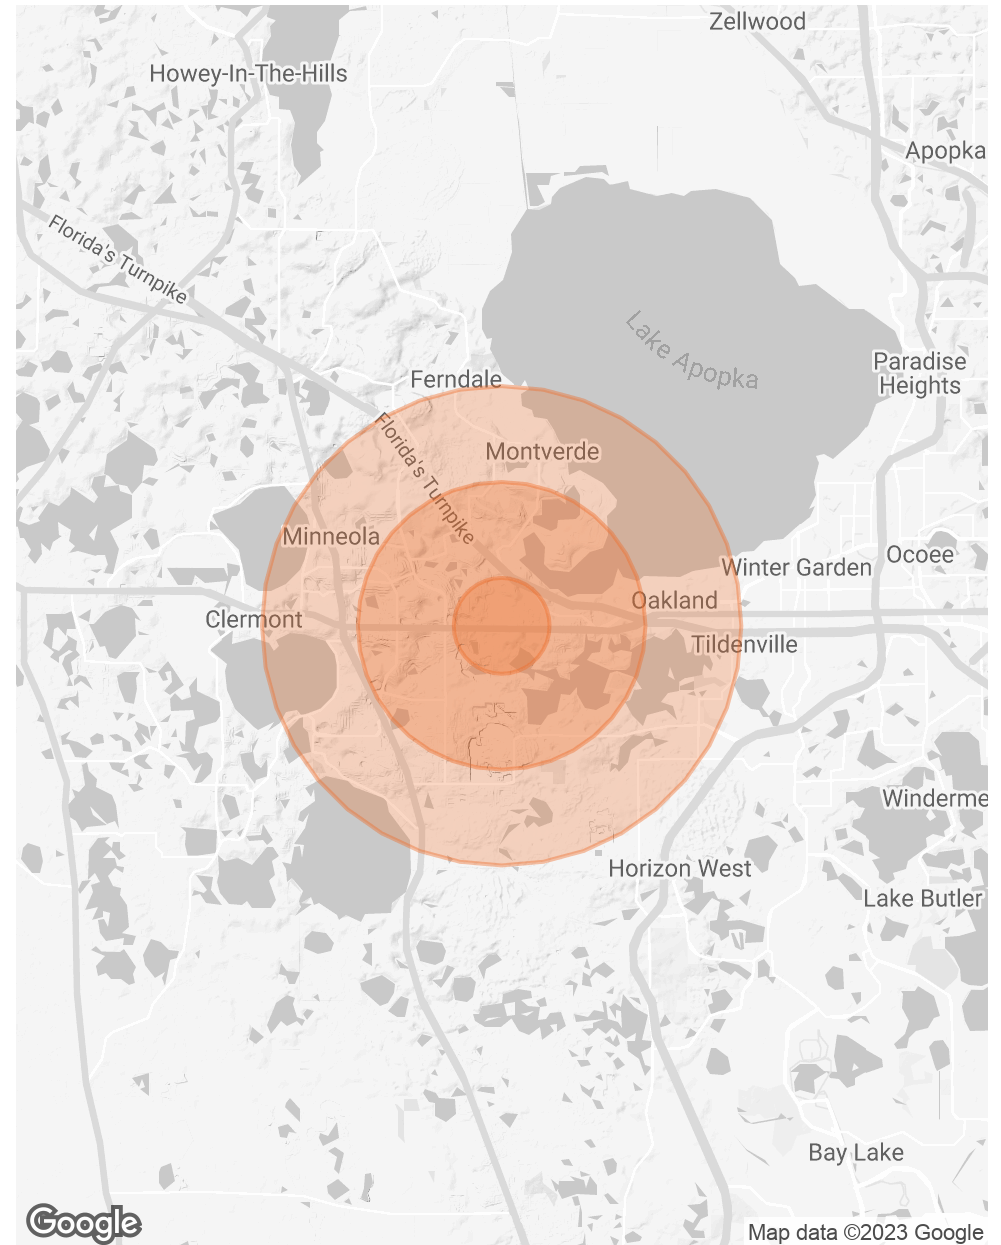 Zellwood
Howey-In-The-Hills
Apopka
Florida's Turnpike
Lake Apopka
Paradise
Heights
Ferndale
Florida's Turnpike
Montverde
Minneola
Ocoee
Winter Garden
Oakland
Clermont
Tildenville
Winderme
Horizon West
Lake Butler
Bay Lake
Google
Map data ©2023 Google